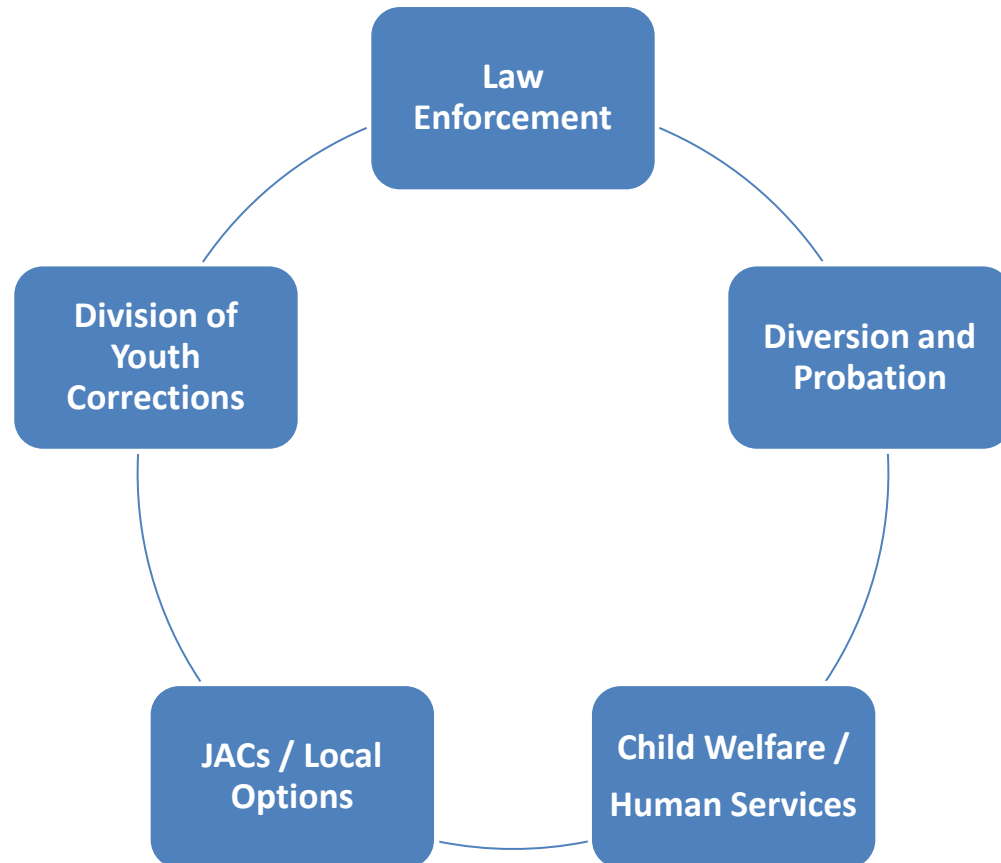 Law
Enforcement
Division of
Youth
Corrections
Diversion and
Probation
JACs / Local
Options
Child Welfare /
Human Services